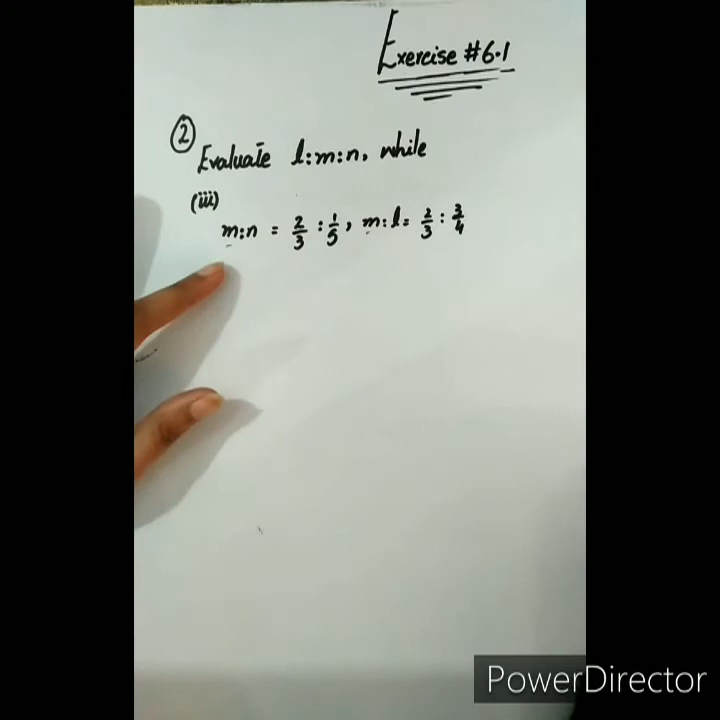 Exercise #6.1
② Evaluate l:m:n, while
(iii)
m:n = 2/3 : 1/5, m:l = 2/3 : 3/4
PowerDirector